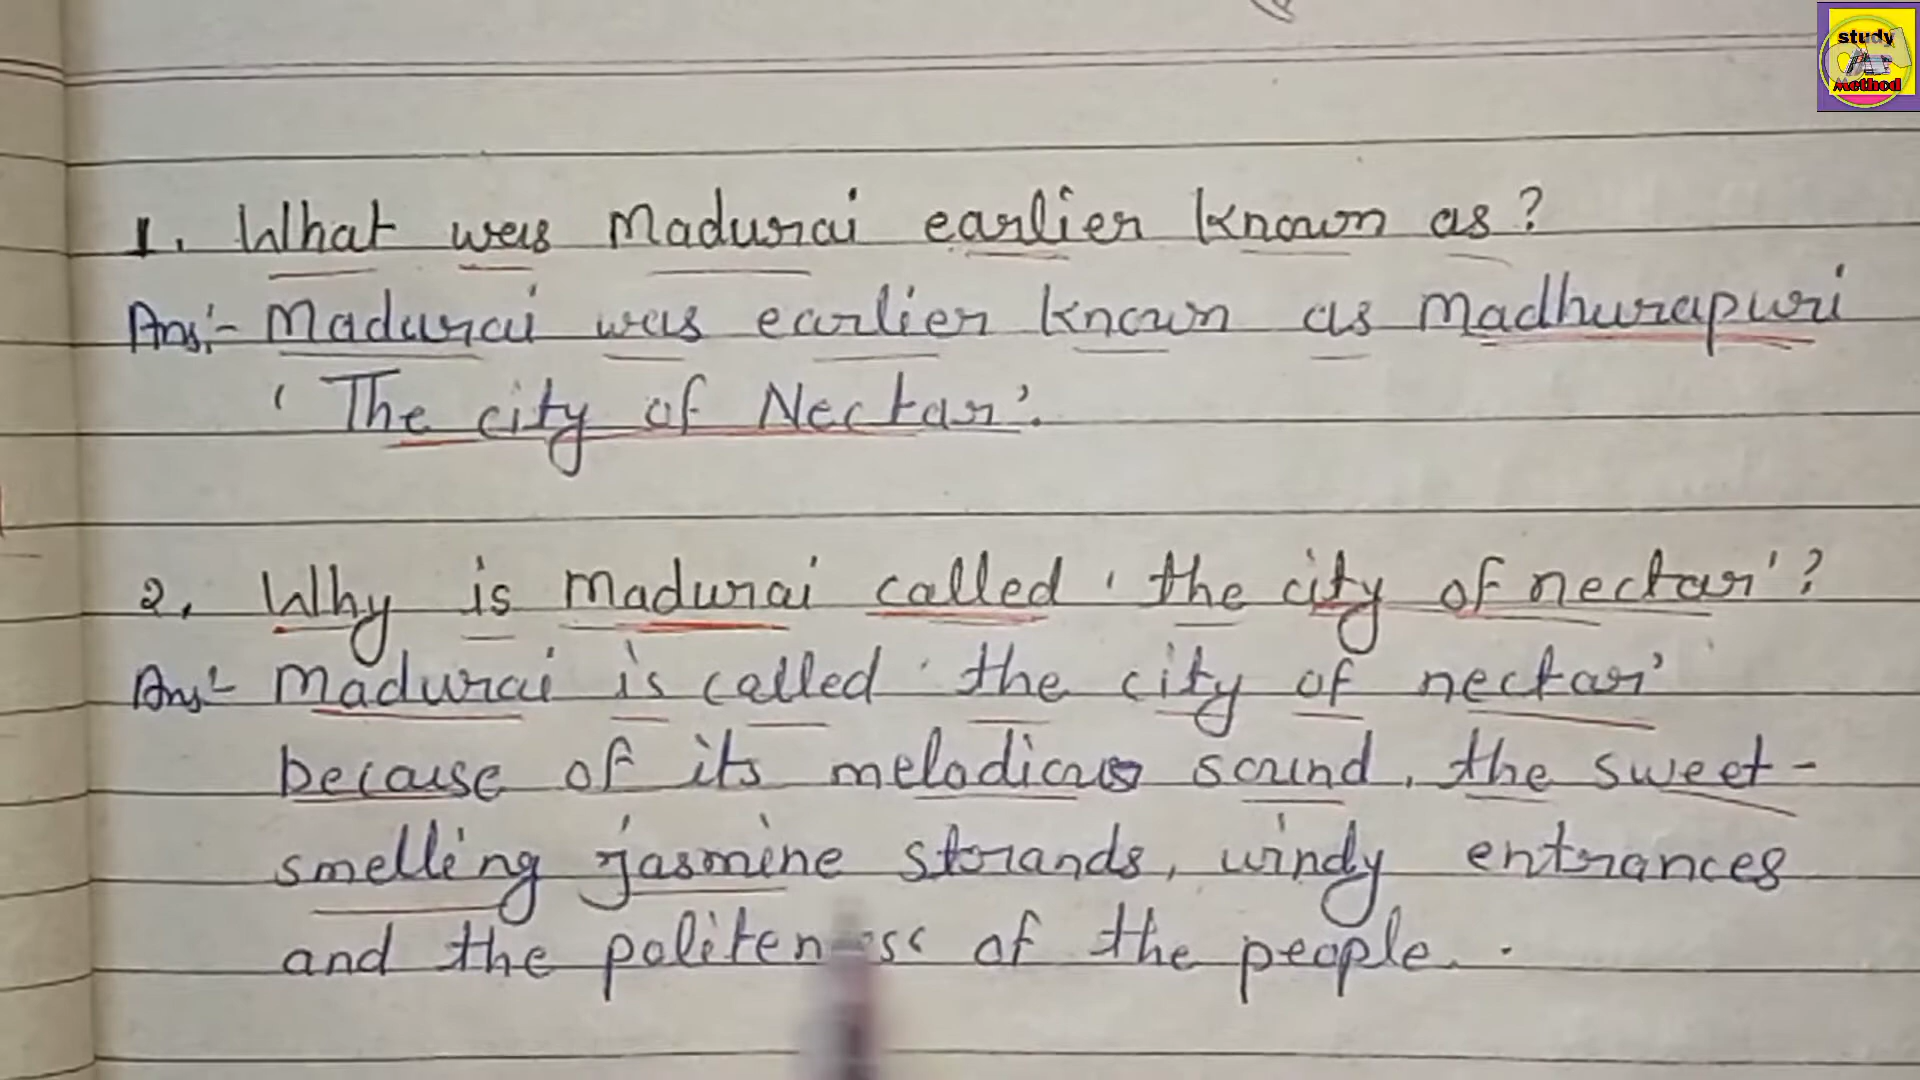 study
Art
Method
1. What was Madurai earlier known as?
Ans:- Madurai was earlier known as Madhurapuri
'The city of Nectar'.
2. Why is Madurai called 'the city of nectar'?
Ans:- Madurai is called 'the city of nectar'
because of its melodious sound, the sweet-
smelling jasmine strands, windy entrances
and the politeness of the people.